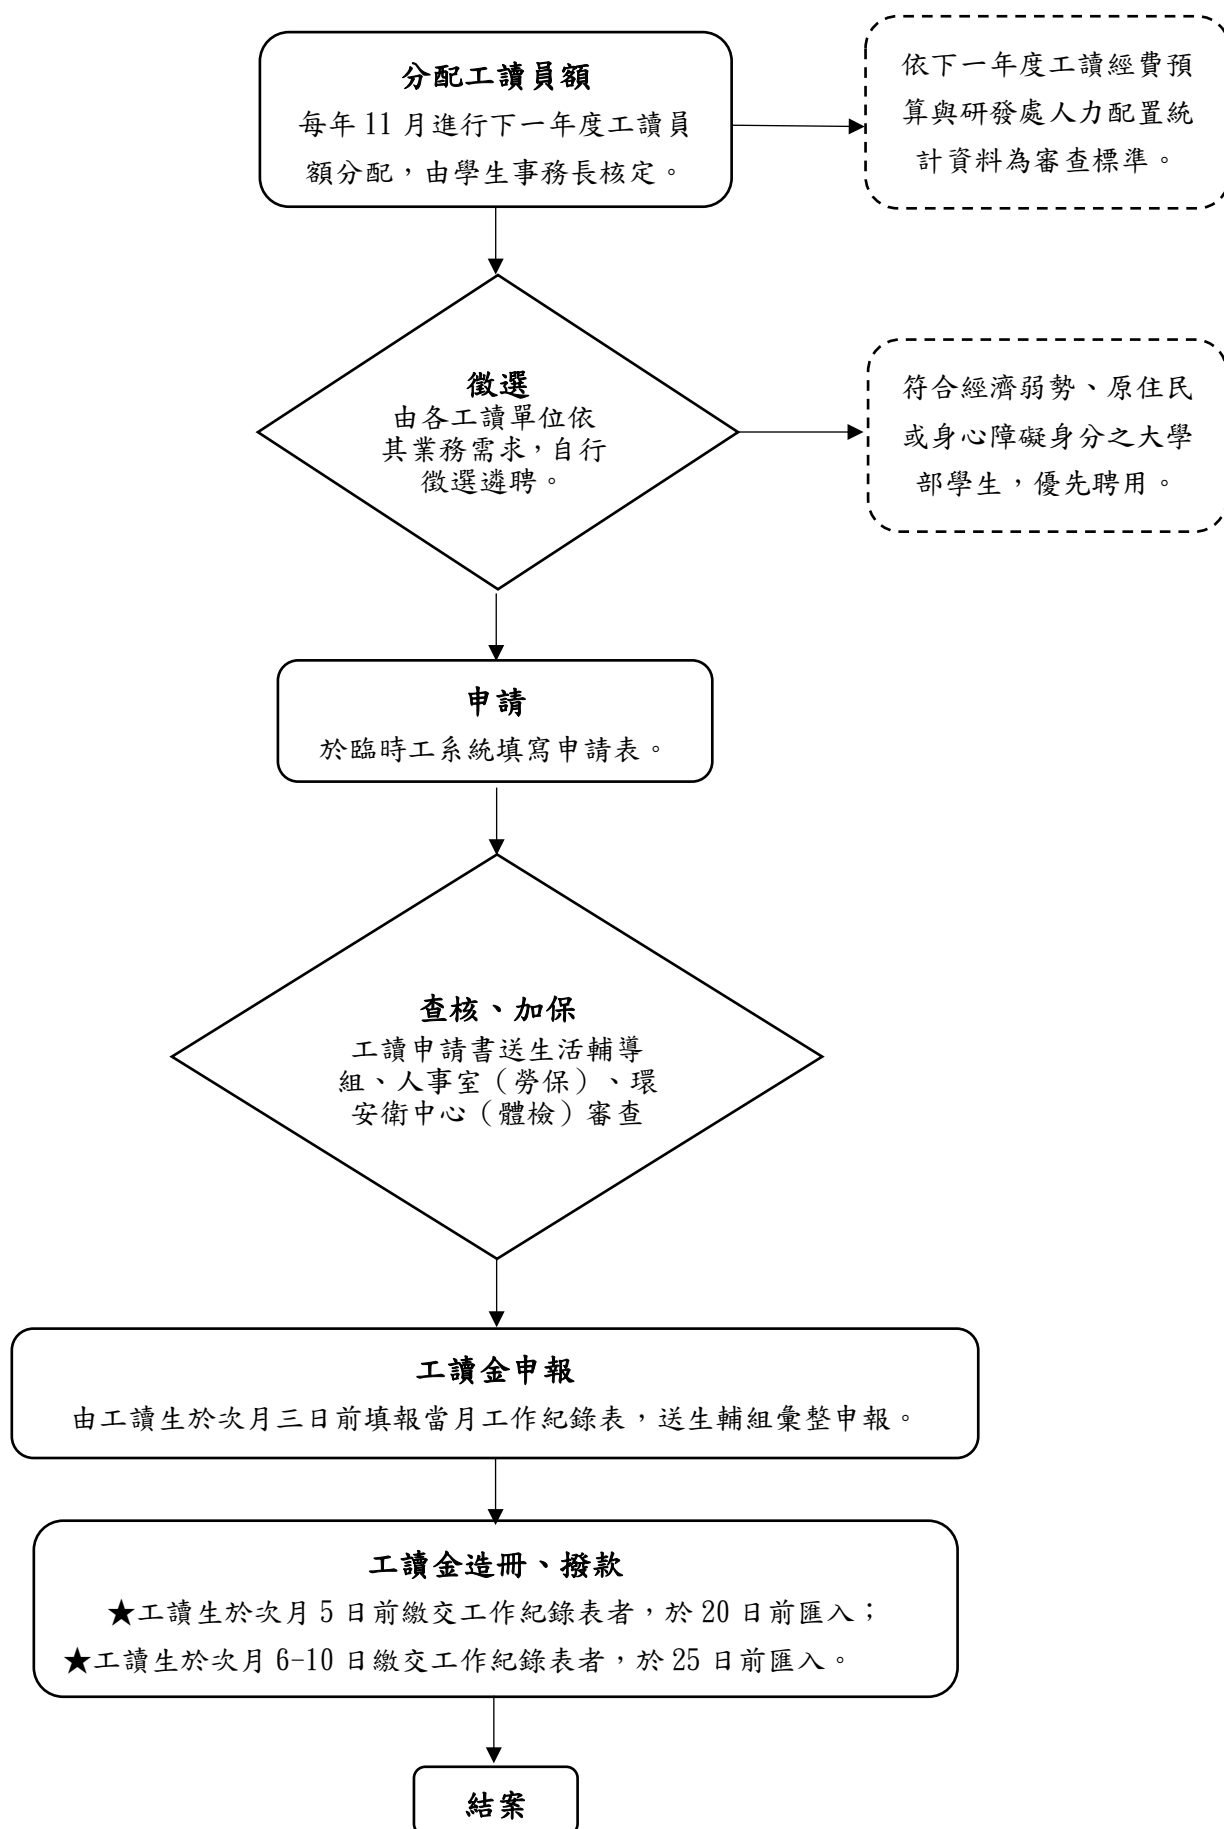 分配工讀員額
每年 11 月進行下一年度工讀員
額分配，由學生事務長核定。
依下一年度工讀經費預
算與研發處人力配置統
計資料為審查標準。
徵選
由各工讀單位依
其業務需求，自行
徵選遴聘。
符合經濟弱勢、原住民
或身心障礙身分之大學
部學生，優先聘用。
申請
於臨時工系統填寫申請表。
查核、加保
工讀申請書送生活輔導
組、人事室（勞保）、環
安衛中心（體檢）審查
工讀金申報
由工讀生於次月三日前填報當月工作紀錄表，送生輔組彙整申報。
工讀金造冊、撥款
★工讀生於次月 5 日前繳交工作紀錄表者，於 20 日前匯入；
★工讀生於次月 6-10 日繳交工作紀錄表者，於 25 日前匯入。
結案